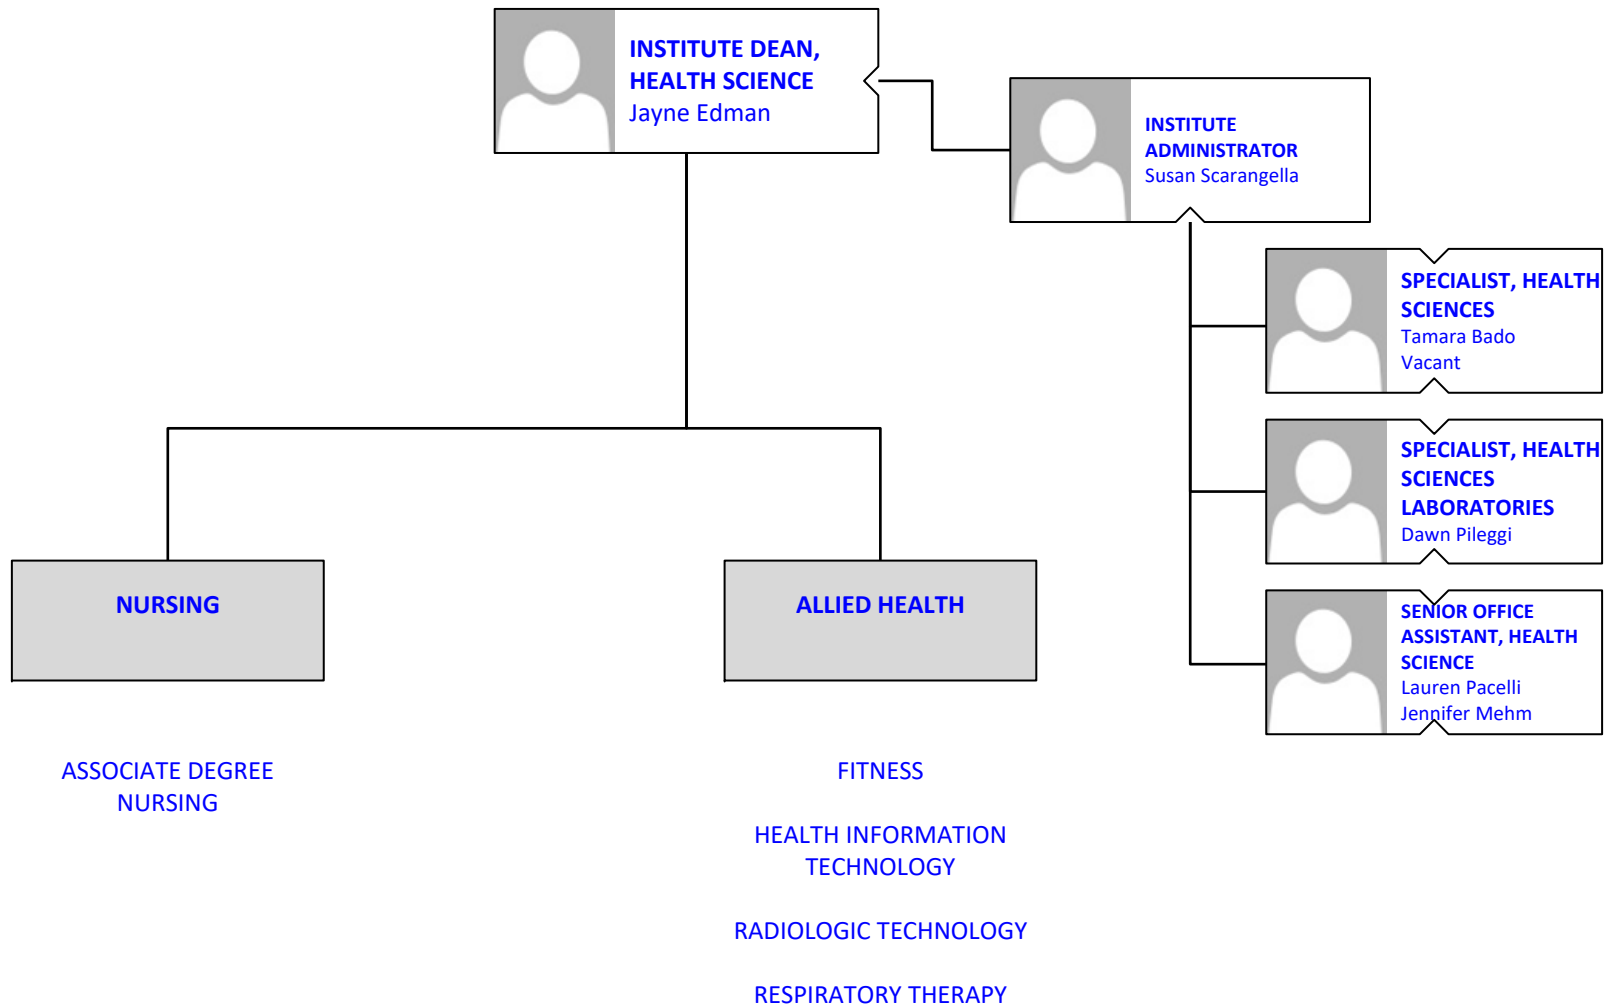 INSTITUTE DEAN,
HEALTH SCIENCE
Jayne Edman
INSTITUTE
ADMINISTRATOR
Susan Scarangella
SPECIALIST, HEALTH
SCIENCES
Tamara Bado
Vacant
SPECIALIST, HEALTH
SCIENCES
LABORATORIES
Dawn Pileggi
SENIOR OFFICE
ASSISTANT, HEALTH
SCIENCE
Lauren Pacelli
Jennifer Mehm
NURSING
ASSOCIATE DEGREE
NURSING
ALLIED HEALTH
FITNESS
HEALTH INFORMATION
TECHNOLOGY
RADIOLOGIC TECHNOLOGY
RESPIRATORY THERAPY